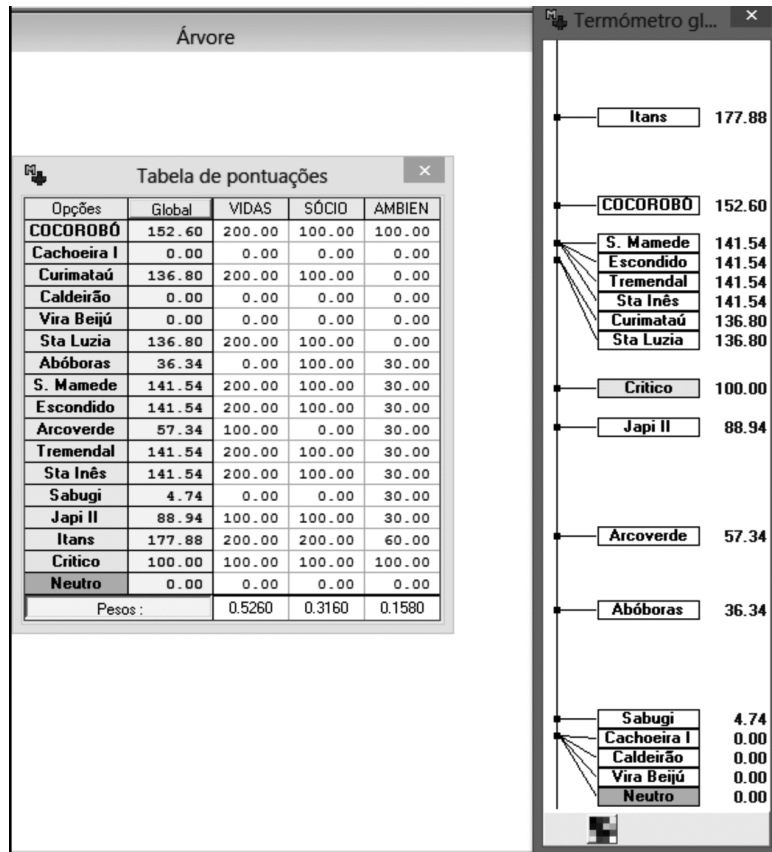 Árvore
Tabela de pontuações
Opções Global VIDAS SÓCIO AMBIEN
COCOROBÓ 152.60 200.00 100.00 100.00
Cachoeira I 0.00 0.00 0.00 0.00
Curimataú 136.80 200.00 100.00 0.00
Caldeirão 0.00 0.00 0.00 0.00
Vira Beijú 0.00 0.00 0.00 0.00
Sta Luzia 136.80 200.00 100.00 0.00
Abóboras 36.34 0.00 100.00 30.00
S. Mamede 141.54 200.00 100.00 30.00
Escondido 141.54 200.00 100.00 30.00
Arcoverde 57.34 100.00 0.00 30.00
Tremendal 141.54 200.00 100.00 30.00
Sta Inês 141.54 200.00 100.00 30.00
Sabugi 4.74 0.00 0.00 30.00
Japi II 88.94 100.00 100.00 30.00
Itans 177.88 200.00 200.00 60.00
Critico 100.00 100.00 100.00 100.00
Neutro 0.00 0.00 0.00 0.00
Pesos : 0.5260 0.3160 0.1580
Termómetro gl...
Itans 177.88
COCOROBÓ 152.60
S. Mamede 141.54
Escondido 141.54
Tremendal 141.54
Sta Inês 141.54
Curimataú 136.80
Sta Luzia 136.80
Critico 100.00
Japi II 88.94
Arcoverde 57.34
Abóboras 36.34
Sabugi 4.74
Cachoeira I 0.00
Caldeirão 0.00
Vira Beijú 0.00
Neutro 0.00